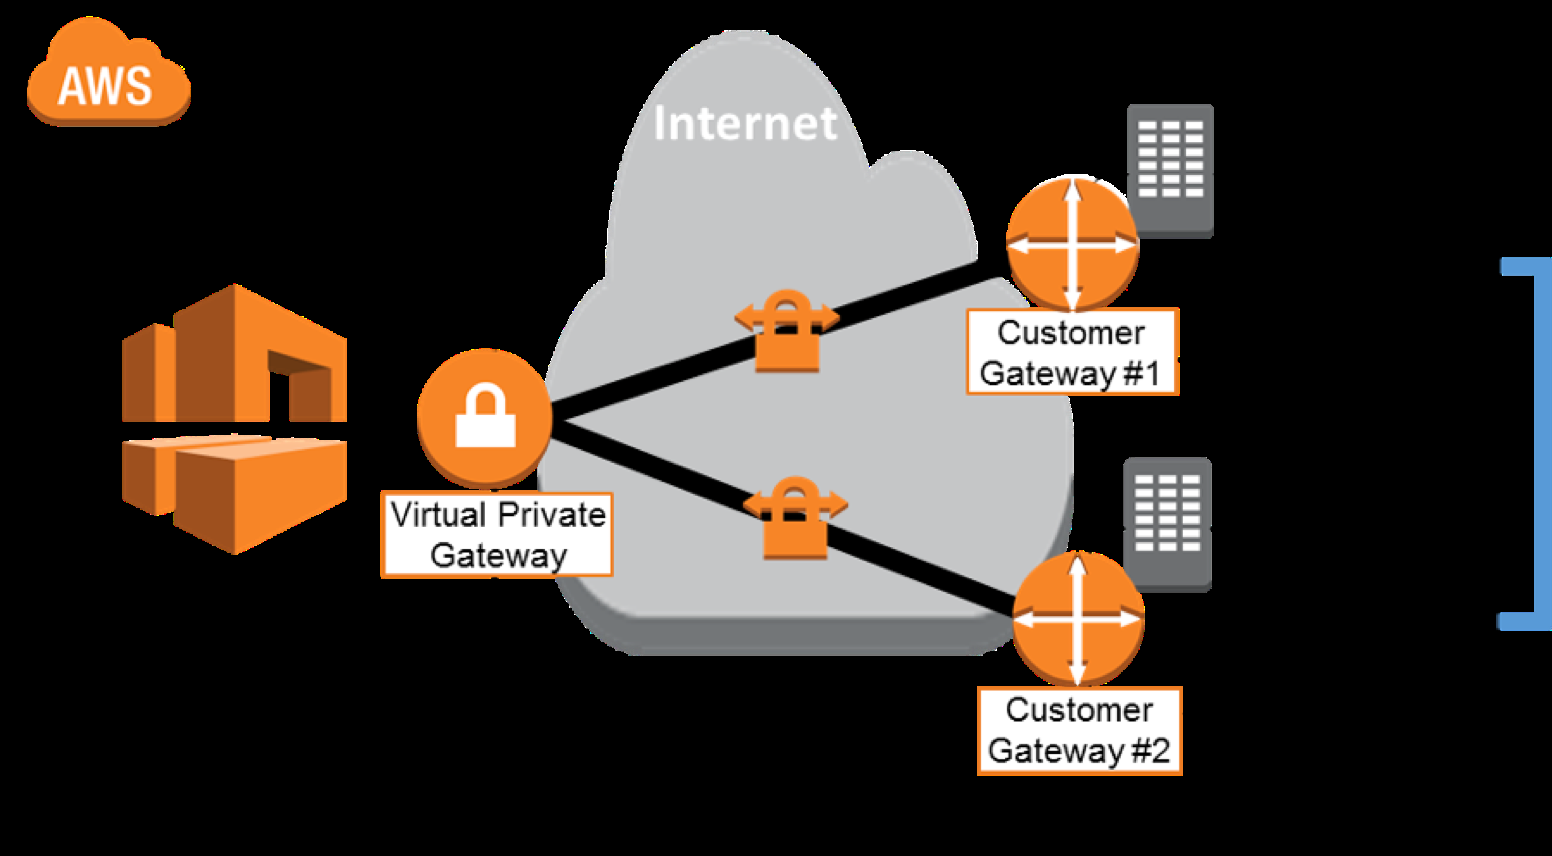 AWS
Internet
Customer
Gateway #1
Virtual Private
Gateway
Customer
Gateway #2